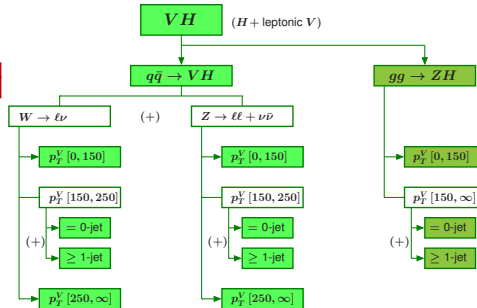 VH (H + leptonic V)
qq̄ → VH
gg → ZH
W → ℓν (+) Z → ℓℓ + νν̄
p_T^V [0, 150] p_T^V [0, 150] p_T^V [0, 150]
p_T^V [150, 250] p_T^V [150, 250] p_T^V [150, ∞]
= 0-jet = 0-jet = 0-jet
(+) (+) (+)
≥ 1-jet ≥ 1-jet ≥ 1-jet
p_T^V [250, ∞] p_T^V [250, ∞]